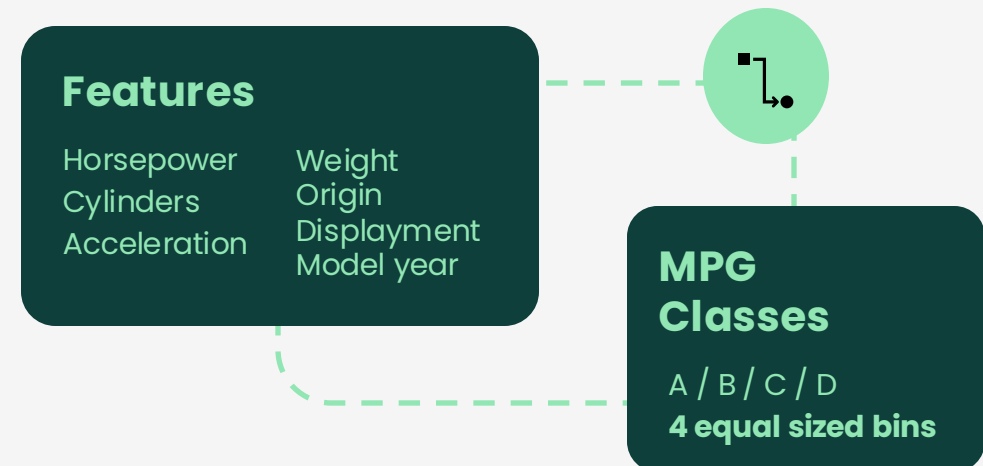 Features
Horsepower
Cylinders
Acceleration
Weight
Origin
Displayment
Model year
MPG
Classes
A / B / C / D
4 equal sized bins